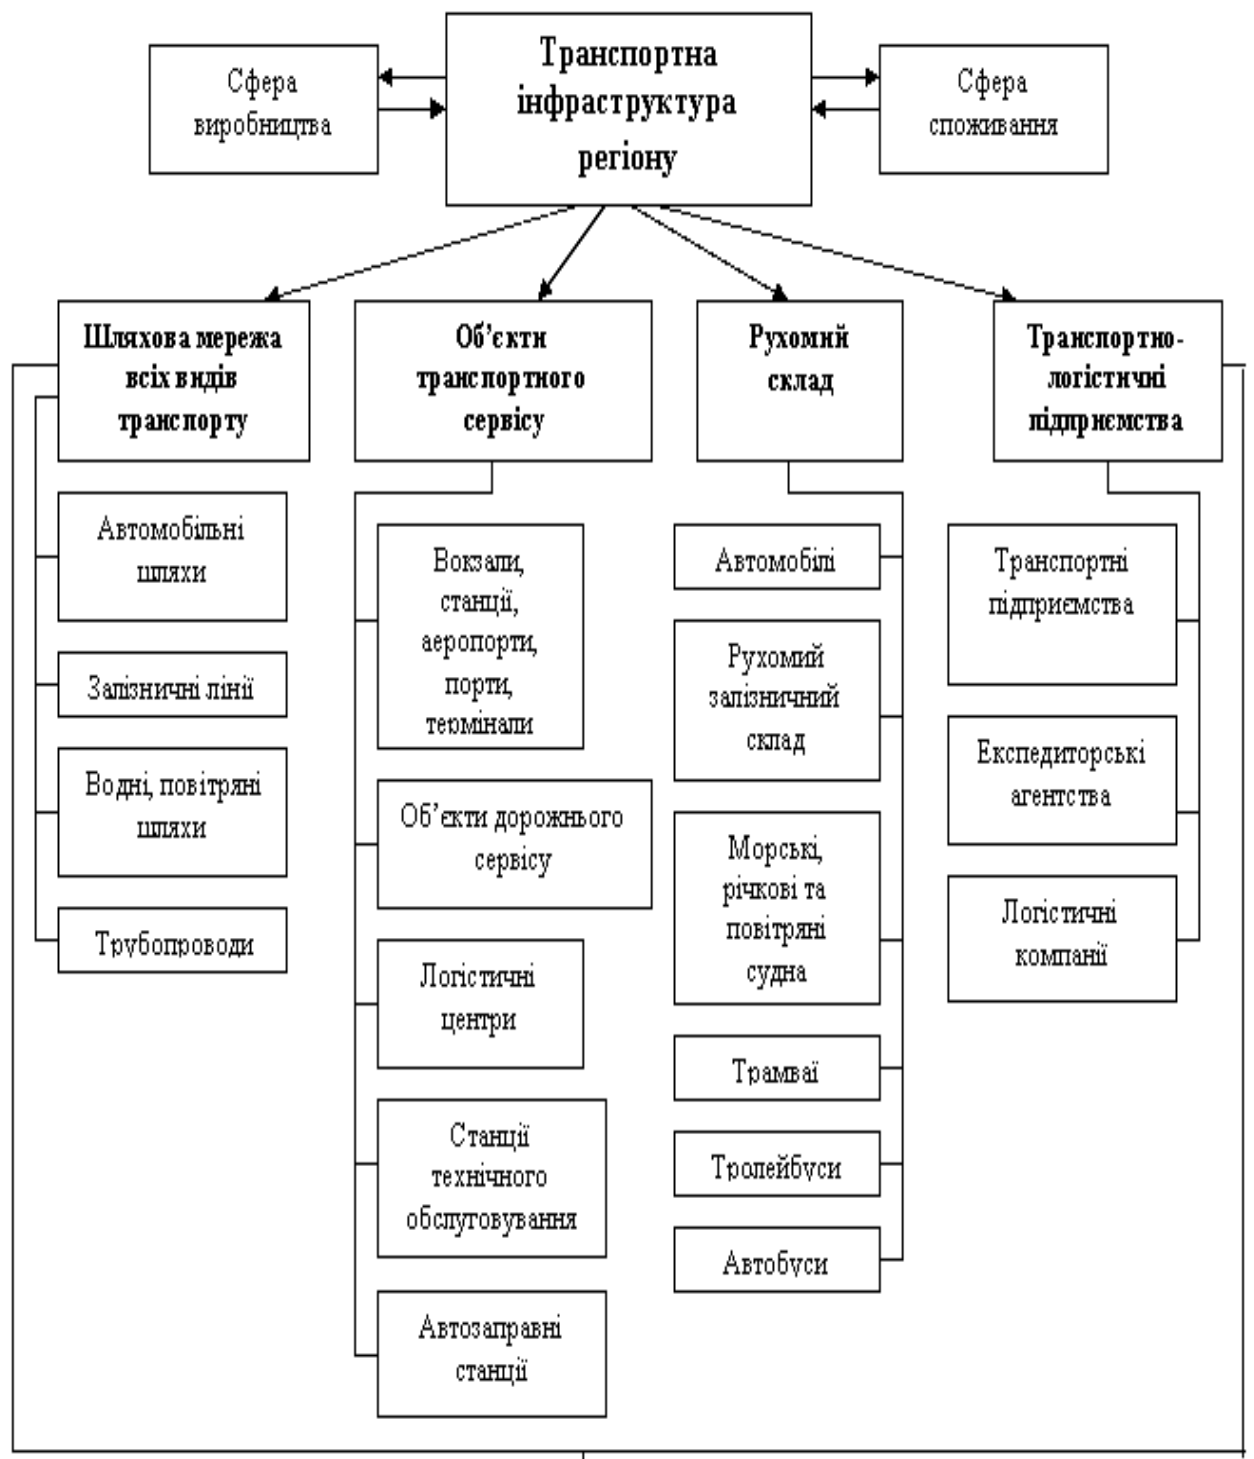 Транспортна
інфраструктура
регіону
Сфера
виробництва
Сфера
споживання
Шляхова мережа
всіх видів
транспорту
Об’єкти
транспортного
сервісу
Рухомий
склад
Транспортно-
логістичні
підприємства
Автомобільні
шляхи
Залізничні лінії
Водні, повітряні
шляхи
Трубопроводи
Вокзали,
станції,
аеропорти,
порти,
термінали
Об’єкти дорожнього
сервісу
Логістичні
центри
Станції
технічного
обслуговування
Автозаправні
станції
Автомобілі
Рухомий
залізничний
склад
Морські,
річкові та
повітряні
судна
Трамваї
Тролейбуси
Автобуси
Транспортні
підприємства
Експедиторські
агентства
Логістичні
компанії